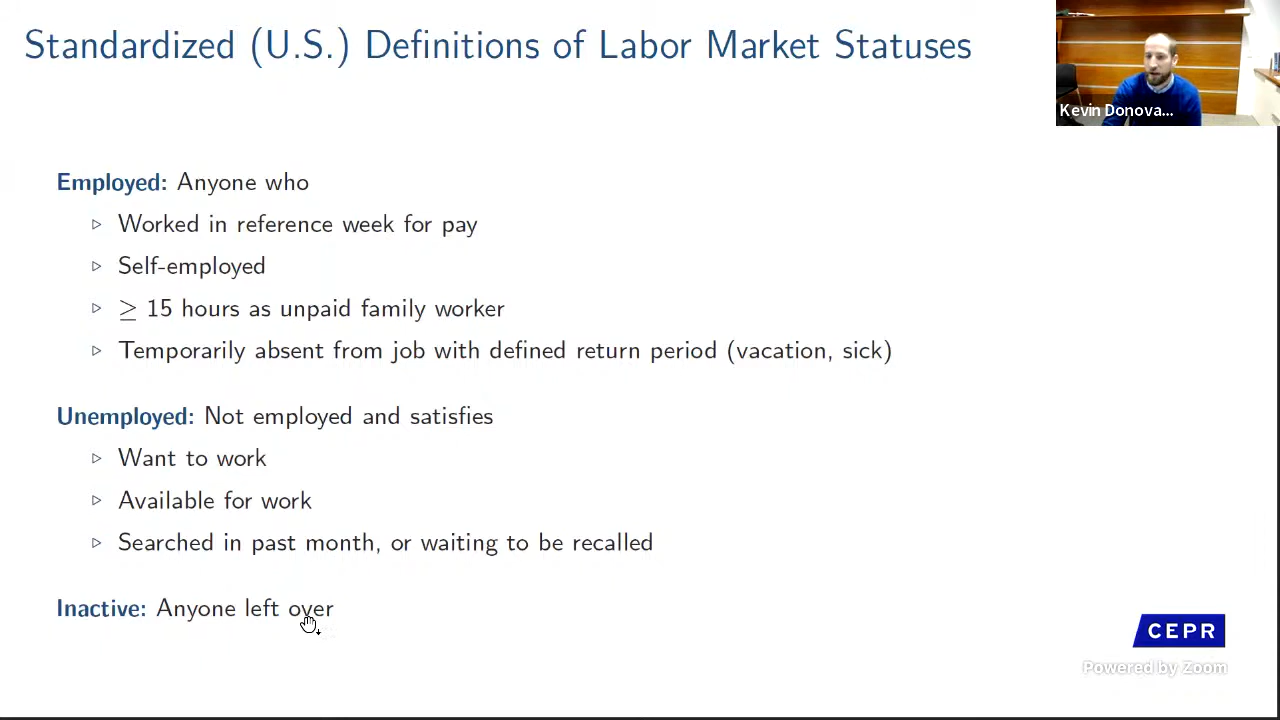 Standardized (U.S.) Definitions of Labor Market Statuses
Kevin Donova...
Employed: Anyone who
▷ Worked in reference week for pay
▷ Self-employed
▷ ≥ 15 hours as unpaid family worker
▷ Temporarily absent from job with defined return period (vacation, sick)
Unemployed: Not employed and satisfies
▷ Want to work
▷ Available for work
▷ Searched in past month, or waiting to be recalled
Inactive: Anyone left over
CEPR
Powered by Zoom